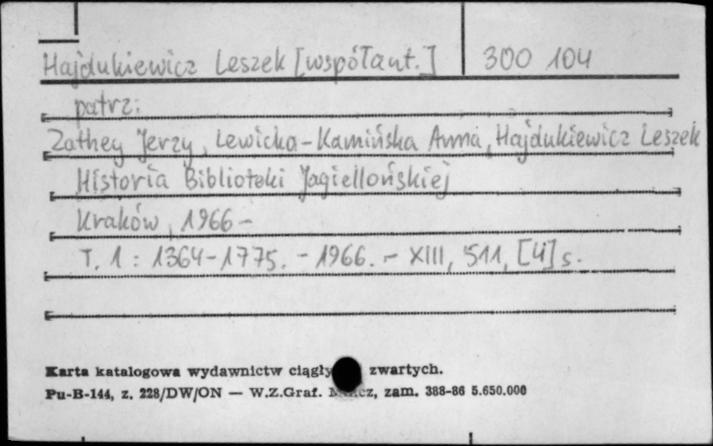 Hajdukiewicz Leszek [współaut.] 300 104
patrz:
Zathey Jerzy, Lewicka-Kamińska Anna, Hajdukiewicz Leszek
Historia Biblioteki Jagiellońskiej
Kraków, 1966 -
T. 1 : 1364-1775. - 1966. - XIII, 511, [4] s.
Karta katalogowa wydawnictw zwartych.
Pu-B-144, z. 228/DW/ON — W.Z.Graf. zam. 388-86 5.650.000